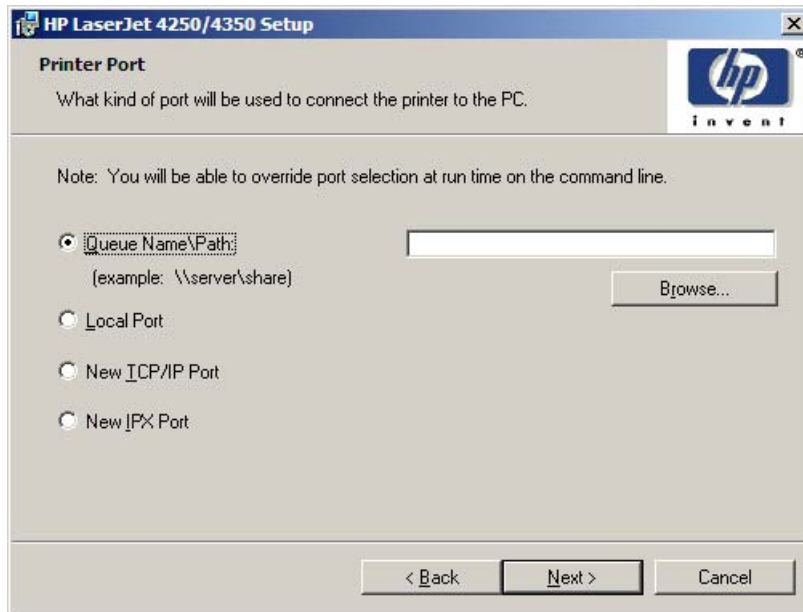 HP LaserJet 4250/4350 Setup
Printer Port
What kind of port will be used to connect the printer to the PC.
hp
®
invent
Note: You will be able to override port selection at run time on the command line.
Queue Name\Path:
(example: \\server\share)
Browse...
Local Port
New TCP/IP Port
New IPX Port
< Back
Next >
Cancel